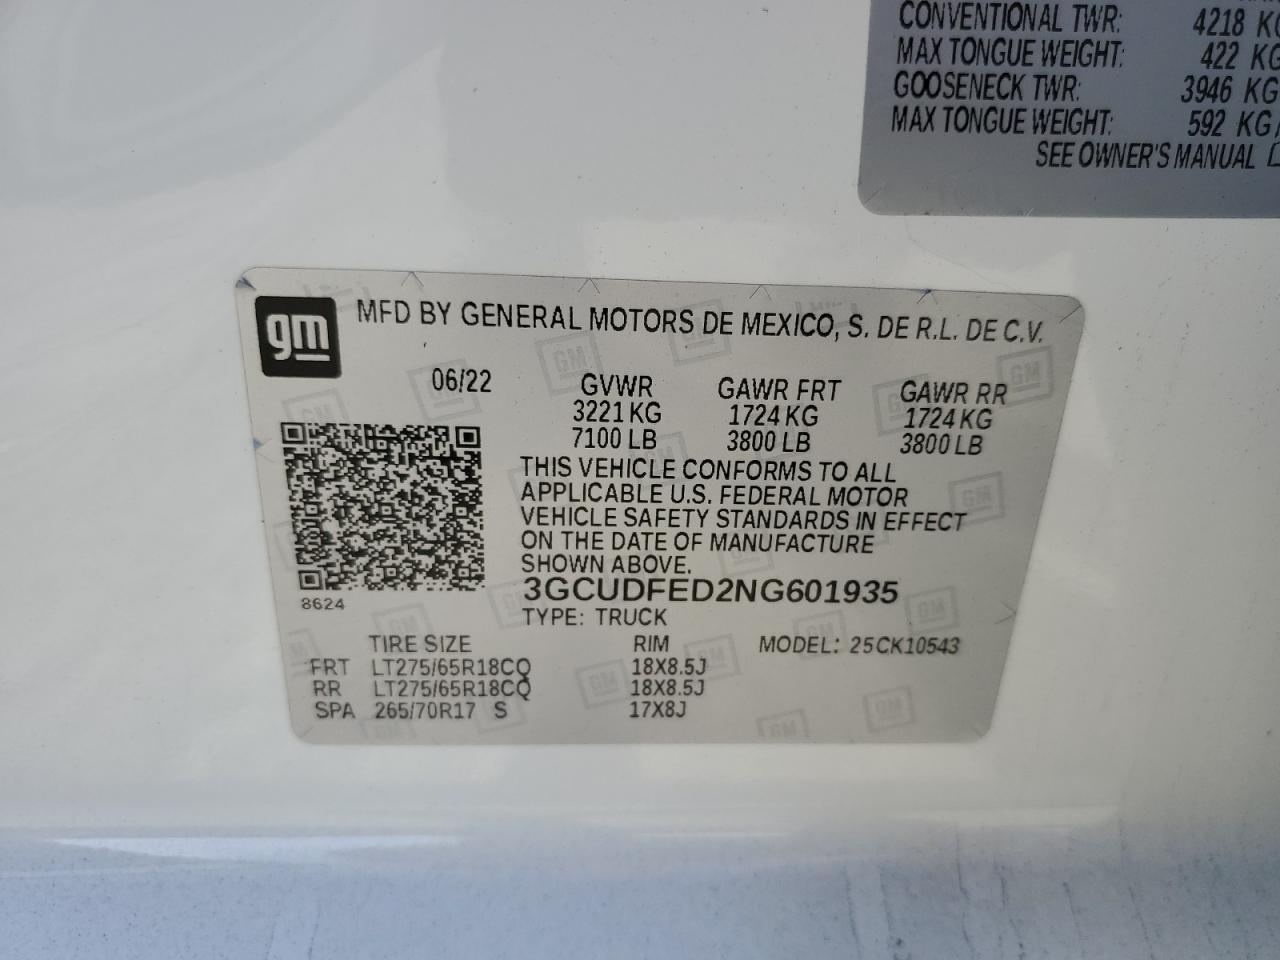 CONVENTIONAL TWR: 4218 KG
MAX TONGUE WEIGHT: 422 KG
GOOSENECK TWR: 3946 KG
MAX TONGUE WEIGHT: 592 KG/
SEE OWNER'S MANUAL
gm
MFD BY GENERAL MOTORS DE MEXICO, S. DE R.L. DE C.V.
06/22 GVWR GAWR FRT GAWR RR
3221 KG 1724 KG 1724 KG
7100 LB 3800 LB 3800 LB
THIS VEHICLE CONFORMS TO ALL
APPLICABLE U.S. FEDERAL MOTOR
VEHICLE SAFETY STANDARDS IN EFFECT
ON THE DATE OF MANUFACTURE
SHOWN ABOVE.
3GCUDFED2NG601935
8624
TYPE: TRUCK
TIRE SIZE RIM MODEL: 25CK10543
FRT LT275/65R18CQ 18X8.5J
RR LT275/65R18CQ 18X8.5J
SPA 265/70R17 S 17X8J